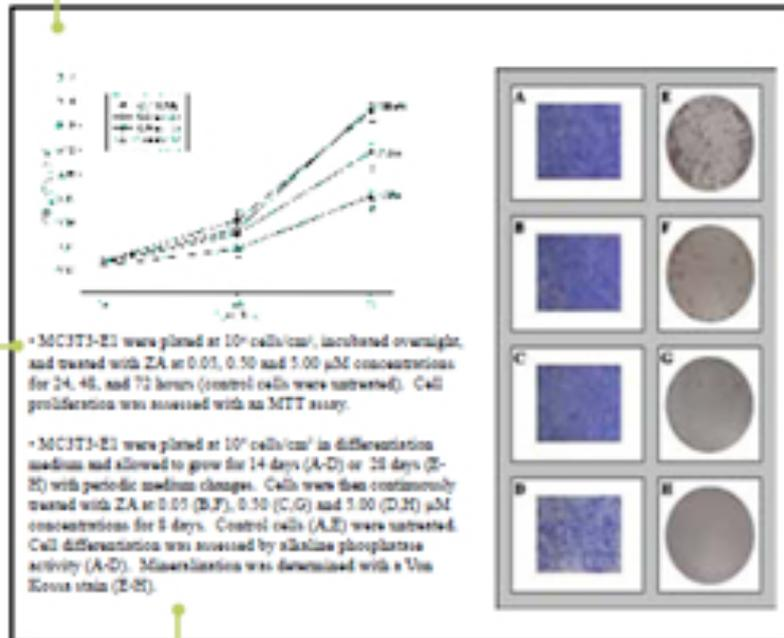 • MC3T3-E1 were plated at 10⁴ cells/cm², incubated overnight,
and treated with ZA at 0.05, 0.50 and 5.00 μM concentrations
for 24, 48, and 72 hours (control cells were untreated). Cell
proliferation was assessed with an MTT assay.
• MC3T3-E1 were plated at cells/cm² in differentiation
medium and allowed to grow for 14 days (A-D) or 28 days (E-
H) with periodic medium changes. Cells were then continuously
treated with ZA at 0.05 (B,F), 0.50 (C,G) and 5.00 (D,H) μM
concentrations for 8 days. Control cells (A,E) were untreated.
Cell differentiation was assessed by alkaline phosphatase
activity (A-D). Mineralization was determined with a Von
Kossa stain (E-H).
A E
B F
C G
D H